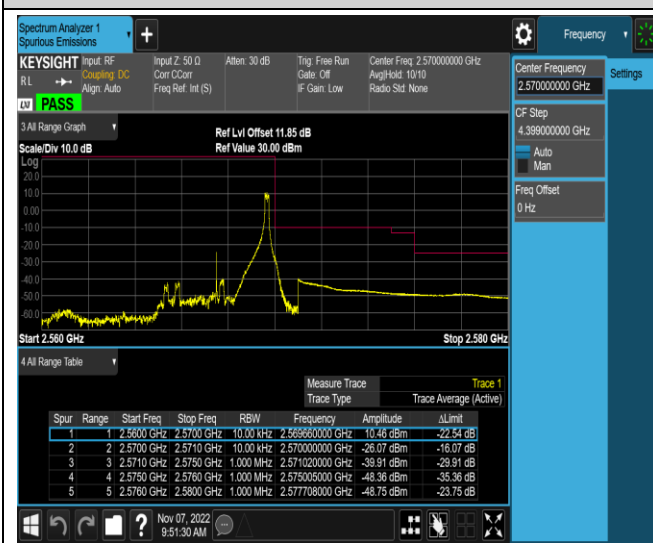 Spectrum Analyzer 1
Spurious Emissions
Frequency
KEYSIGHT Input: RF Input Z: 50 Ω Atten: 30 dB Trig: Free Run Center Freq: 2.570000000 GHz
RL Coupling: DC Corr CCorr Gate: Off Avg|Hold: 10/10
Align: Auto Freq Ref: Int (S) IF Gain: Low Radio Std: None
PASS
Center Frequency
2.570000000 GHz
Settings
CF Step
4.399000000 GHz
Auto
Man
Freq Offset
0 Hz
3 All Range Graph
Ref Lvl Offset 11.85 dB
Scale/Div 10.0 dB Ref Value 30.00 dBm
Log
20.0
10.0
0.00
-10.0
-20.0
-30.0
-40.0
-50.0
-60.0
Start 2.560 GHz Stop 2.580 GHz
4 All Range Table
Measure Trace Trace 1
Trace Type Trace Average (Active)
Spur Range Start Freq Stop Freq RBW Frequency Amplitude ΔLimit
1 1 2.5600 GHz 2.5700 GHz 10.00 kHz 2.569660000 GHz 10.46 dBm -22.54 dB
2 2 2.5700 GHz 2.5710 GHz 10.00 kHz 2.570000000 GHz -26.07 dBm -16.07 dB
3 3 2.5710 GHz 2.5750 GHz 1.000 MHz 2.571020000 GHz -39.91 dBm -29.91 dB
4 4 2.5750 GHz 2.5760 GHz 1.000 MHz 2.575005000 GHz -48.36 dBm -35.36 dB
5 5 2.5760 GHz 2.5800 GHz 1.000 MHz 2.577708000 GHz -48.75 dBm -23.75 dB
Nov 07, 2022
9:51:30 AM